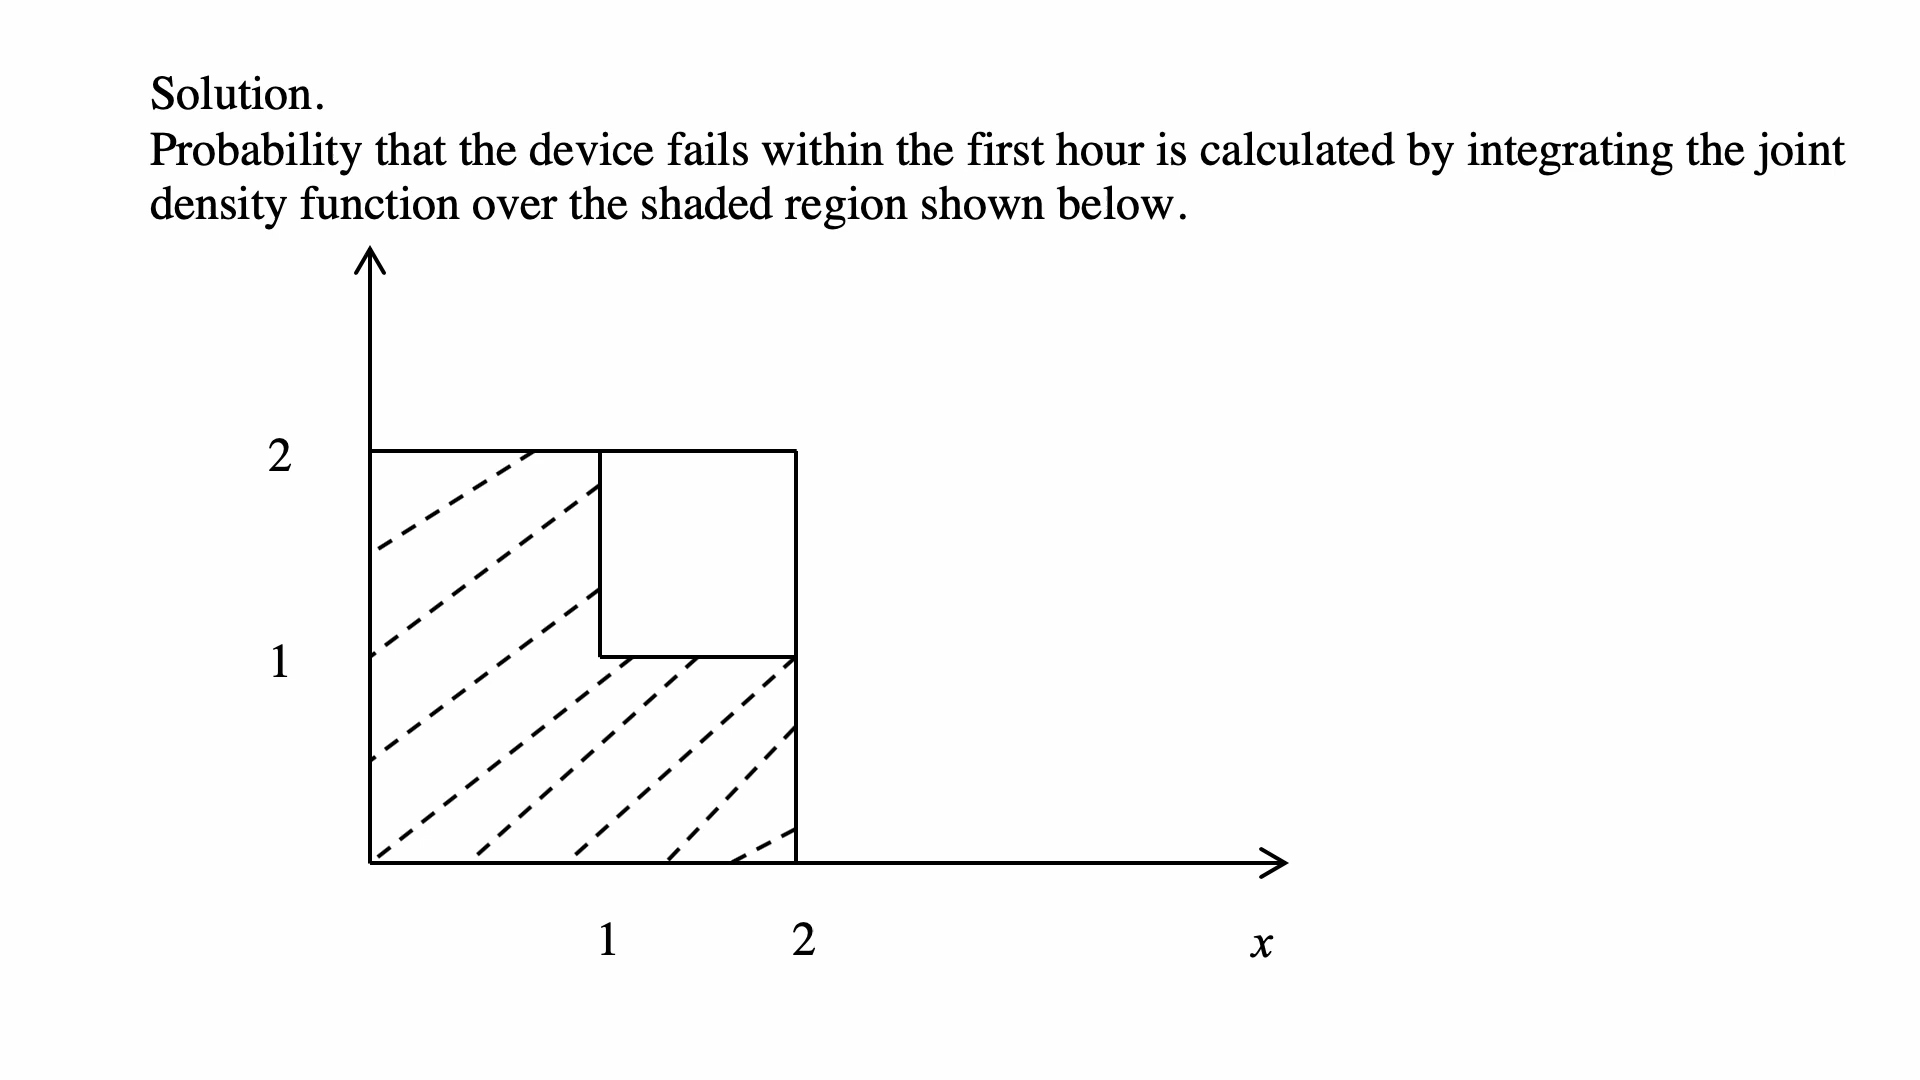 Solution.
Probability that the device fails within the first hour is calculated by integrating the joint
density function over the shaded region shown below.
2
1
1 2 x